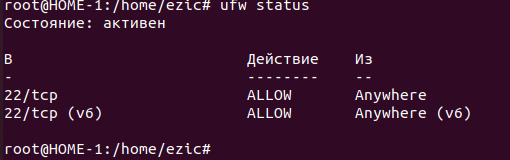 root@HOME-1:/home/ezic# ufw status
Состояние: активен
В Действие Из
- -------- --
22/tcp ALLOW Anywhere
22/tcp (v6) ALLOW Anywhere (v6)
root@HOME-1:/home/ezic#